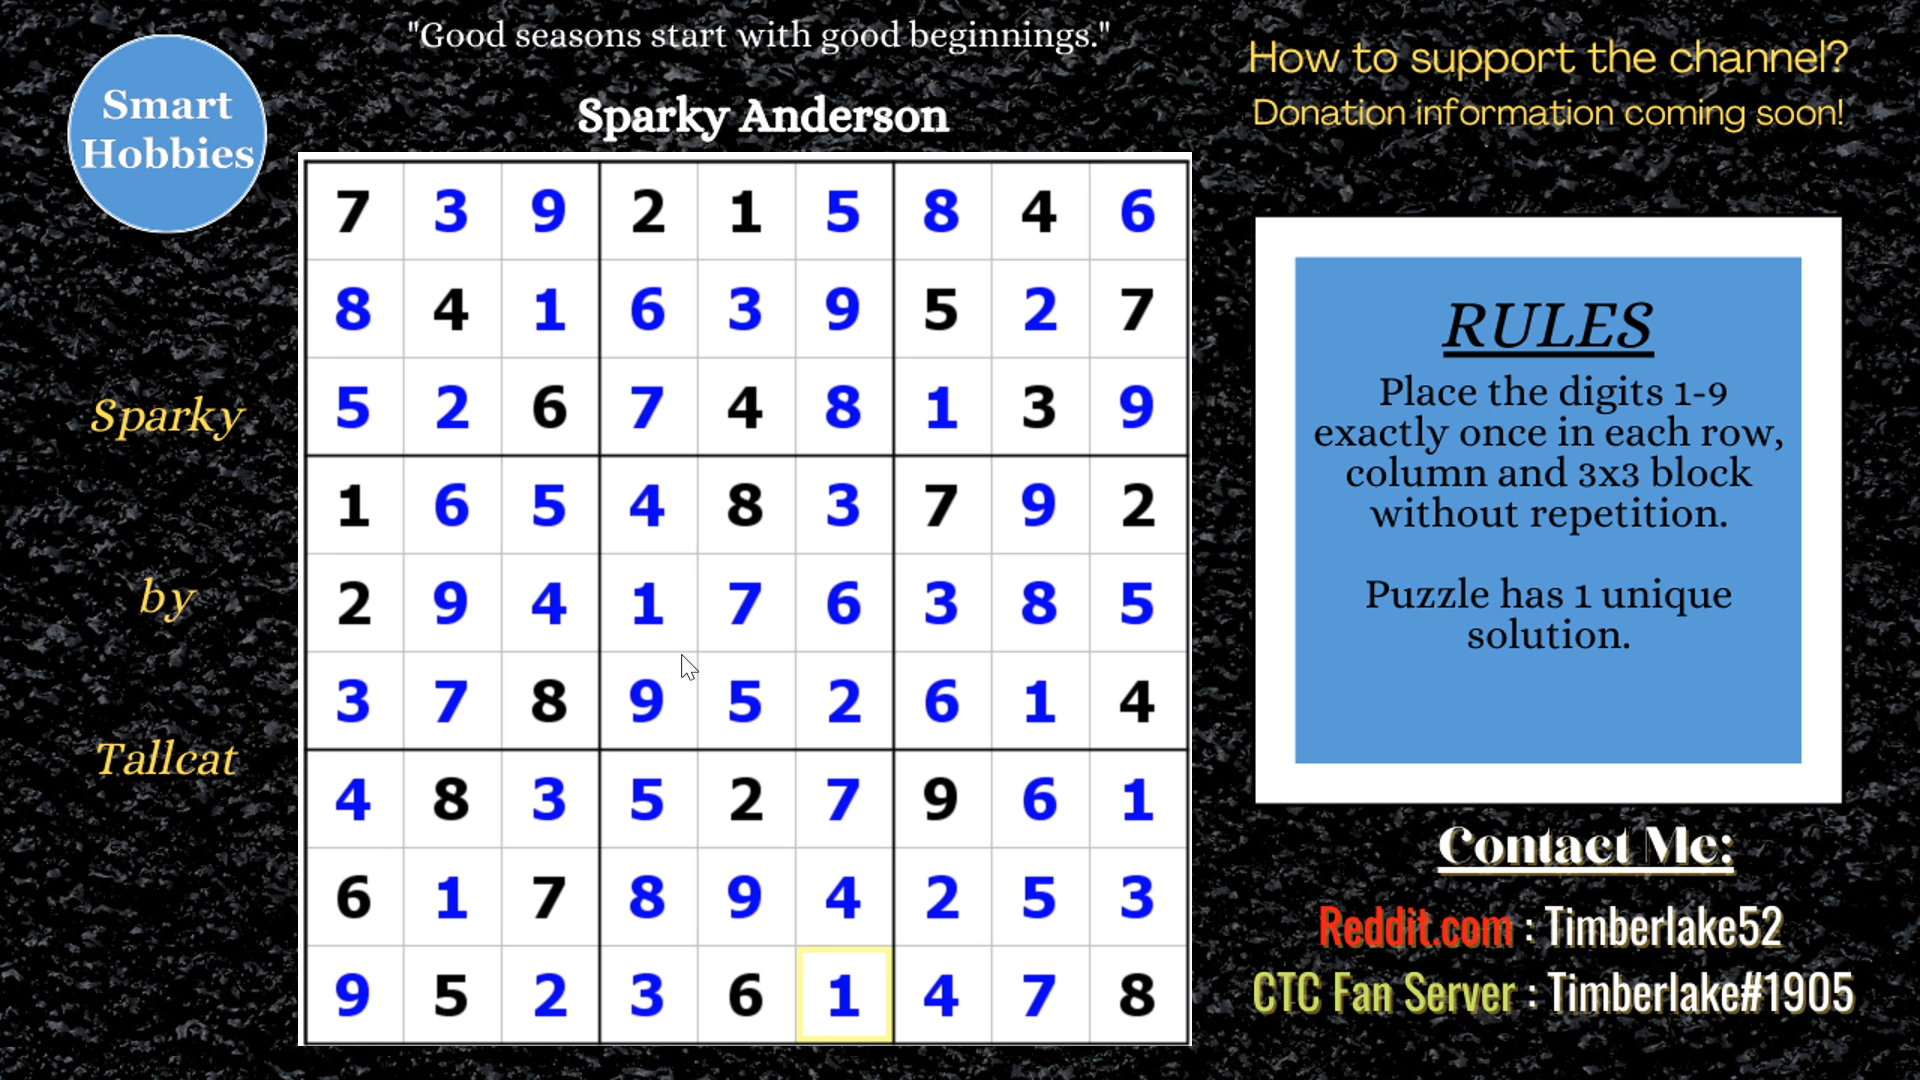 "Good seasons start with good beginnings."
Sparky Anderson
Smart
Hobbies
Sparky
by
Tallcat
7 3 9 2 1 5 8 4 6
8 4 1 6 3 9 5 2 7
5 2 6 7 4 8 1 3 9
1 6 5 4 8 3 7 9 2
2 9 4 1 7 6 3 8 5
3 7 8 9 5 2 6 1 4
4 8 3 5 2 7 9 6 1
6 1 7 8 9 4 2 5 3
9 5 2 3 6 1 4 7 8
How to support the channel?
Donation information coming soon!
RULES
Place the digits 1-9
exactly once in each row,
column and 3x3 block
without repetition.
Puzzle has 1 unique
solution.
Contact Me:
Reddit.com : Timberlake52
CTC Fan Server : Timberlake#1905